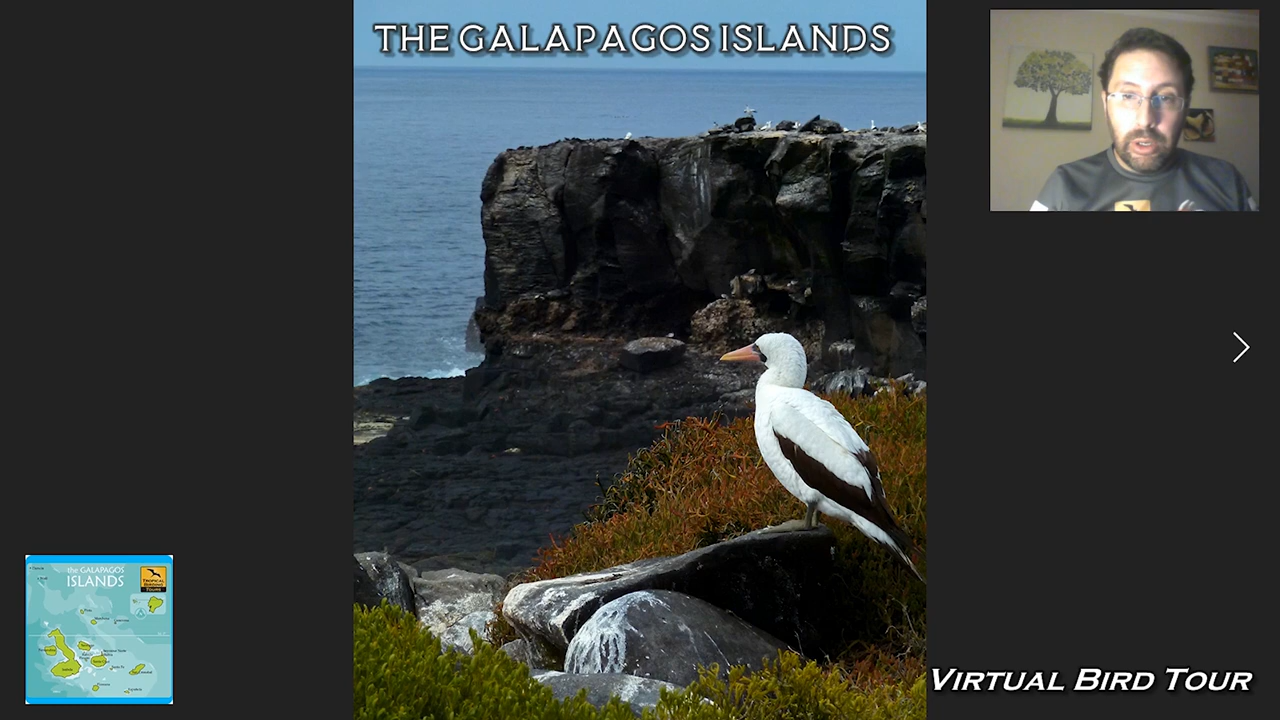 THE GALAPAGOS ISLANDS
the GALAPAGOS
ISLANDS
TROPICAL
BIRDING
TOURS
VIRTUAL BIRD TOUR